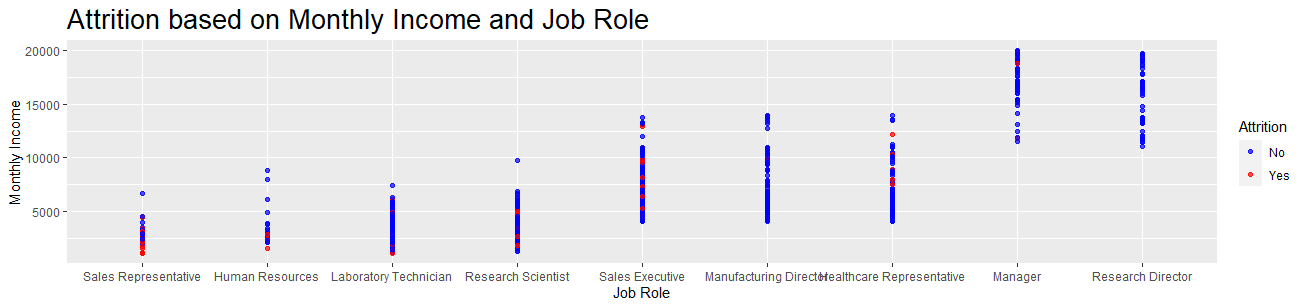 Attrition based on Monthly Income and Job Role
Monthly Income
20000
15000
10000
5000
Sales Representative
Human Resources
Laboratory Technician
Research Scientist
Sales Executive
Manufacturing Director
Healthcare Representative
Manager
Research Director
Job Role
Attrition
No
Yes